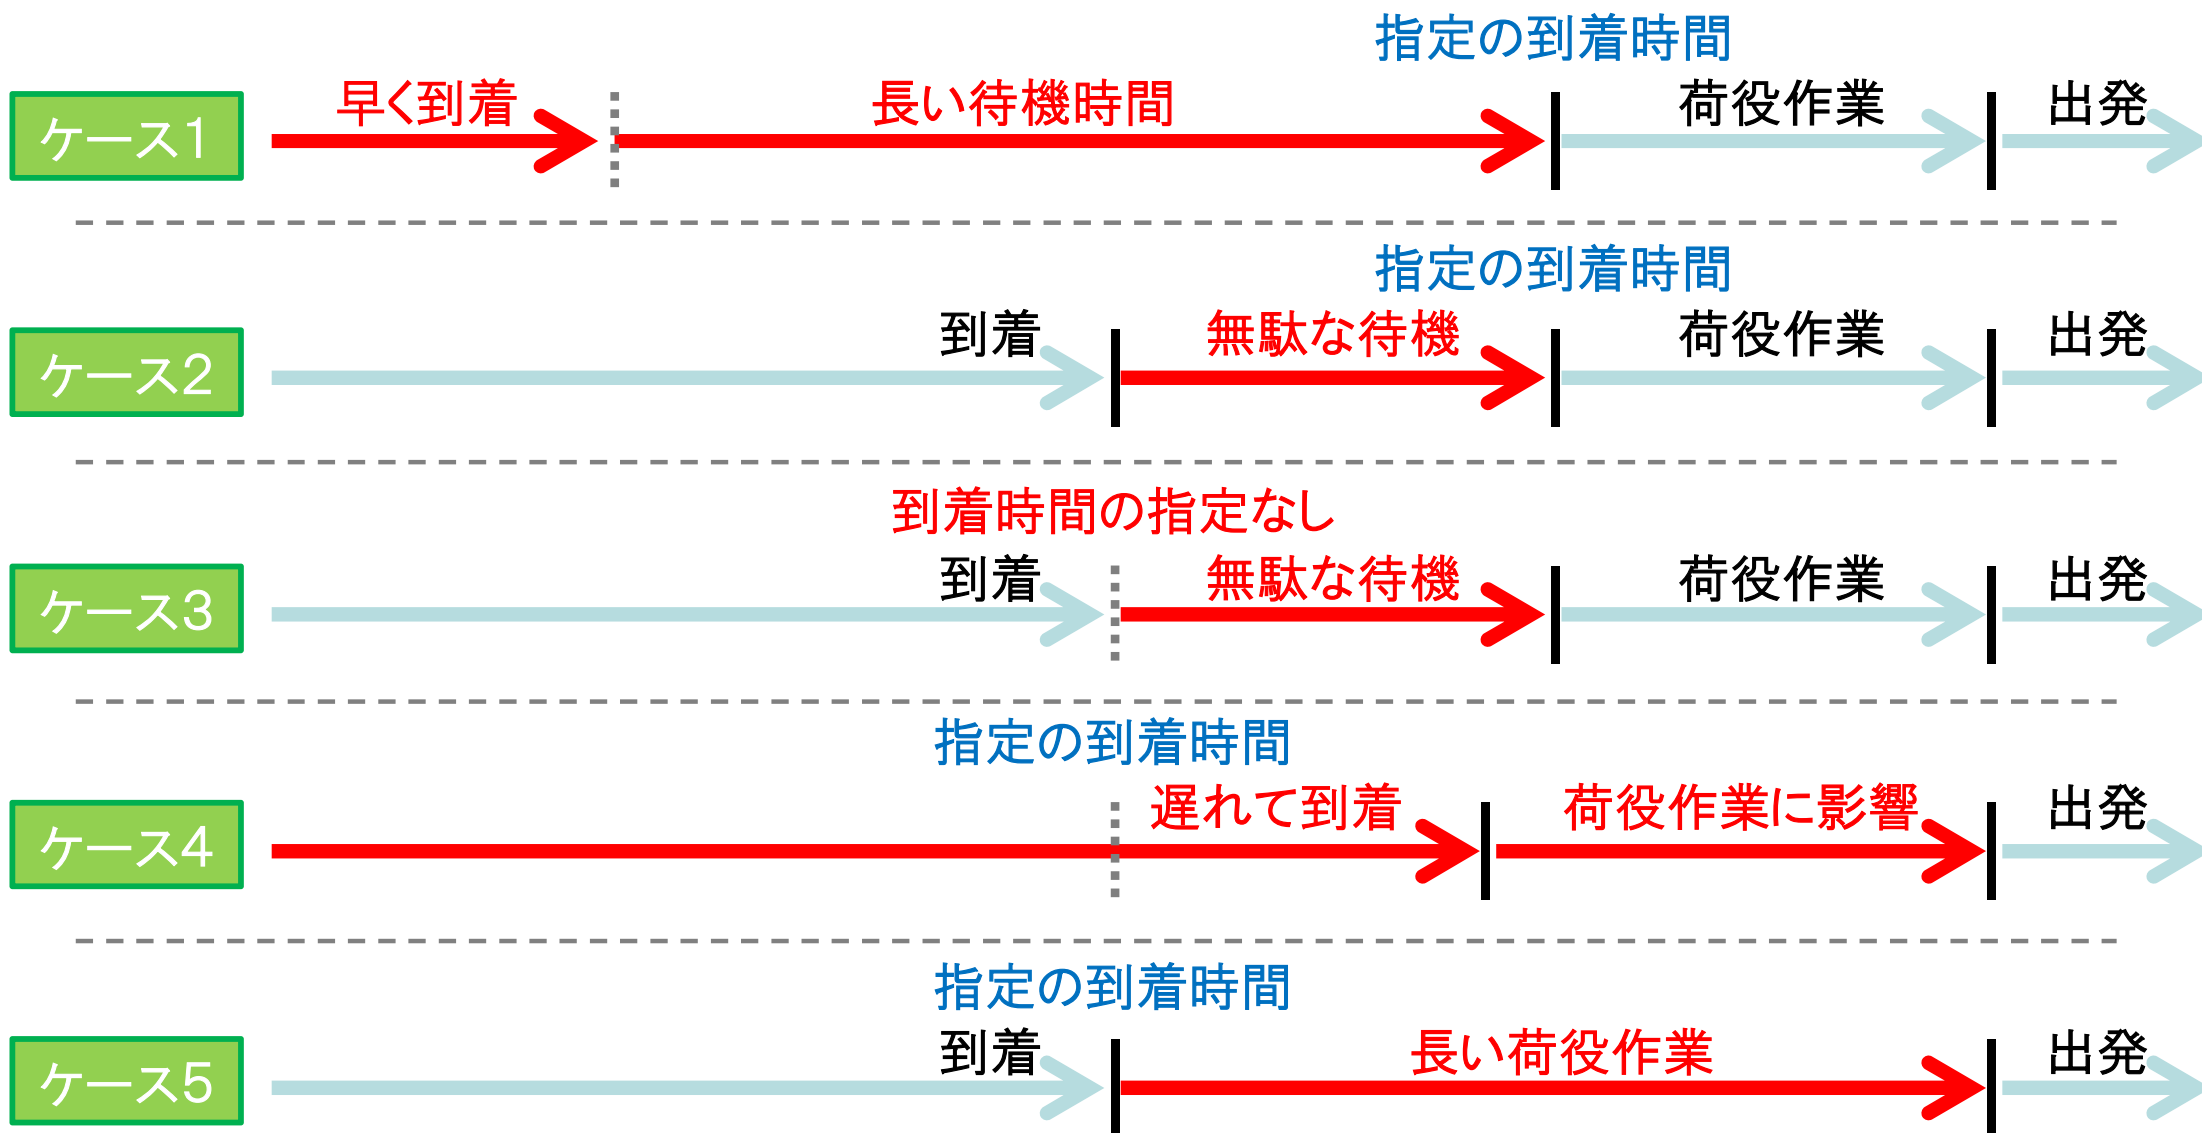 指定の到着時間
ケース1 早く到着 長い待機時間 荷役作業 出発
指定の到着時間
ケース2 到着 無駄な待機 荷役作業 出発
到着時間の指定なし
ケース3 到着 無駄な待機 荷役作業 出発
指定の到着時間
ケース4 遅れて到着 荷役作業に影響 出発
指定の到着時間
ケース5 到着 長い荷役作業 出発